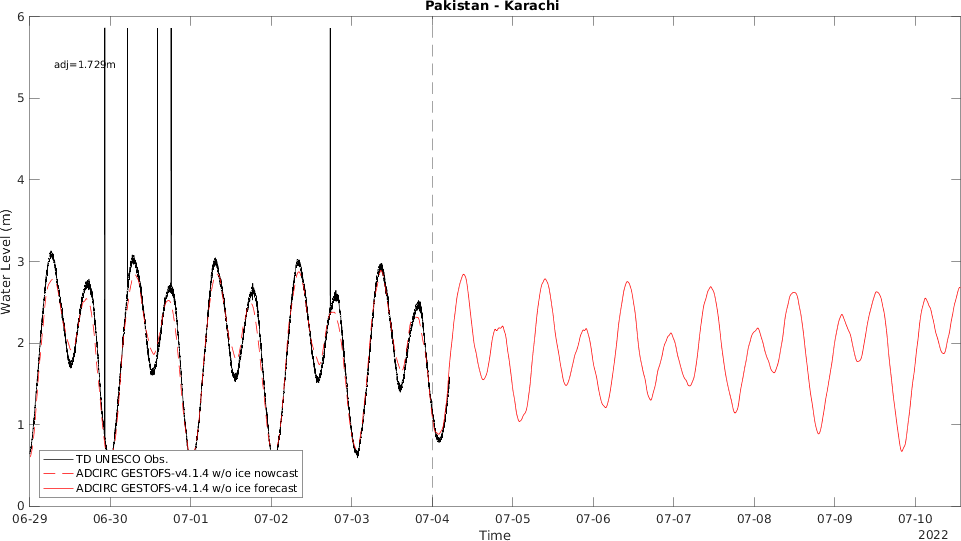 Pakistan - Karachi
6
adj=1.729m
5
4
3
2
1
0
Water Level (m)
TD UNESCO Obs.
ADCIRC GESTOFS-v4.1.4 w/o ice nowcast
ADCIRC GESTOFS-v4.1.4 w/o ice forecast
06-29 06-30 07-01 07-02 07-03 07-04 07-05 07-06 07-07 07-08 07-09 07-10
Time
2022